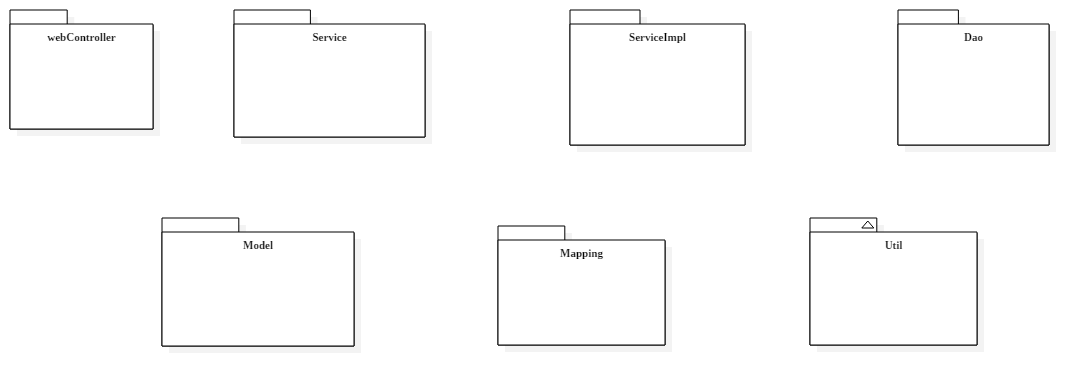 webController
Service
ServiceImpl
Dao
Model
Mapping
Util